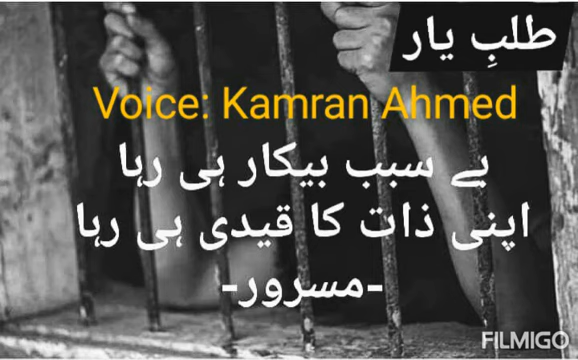 طلبِ یار
Voice: Kamran Ahmed
بے سبب بیکار ہی رہا
اپنی ذات کا قیدی ہی رہا
-مسرور-
FILMIGO